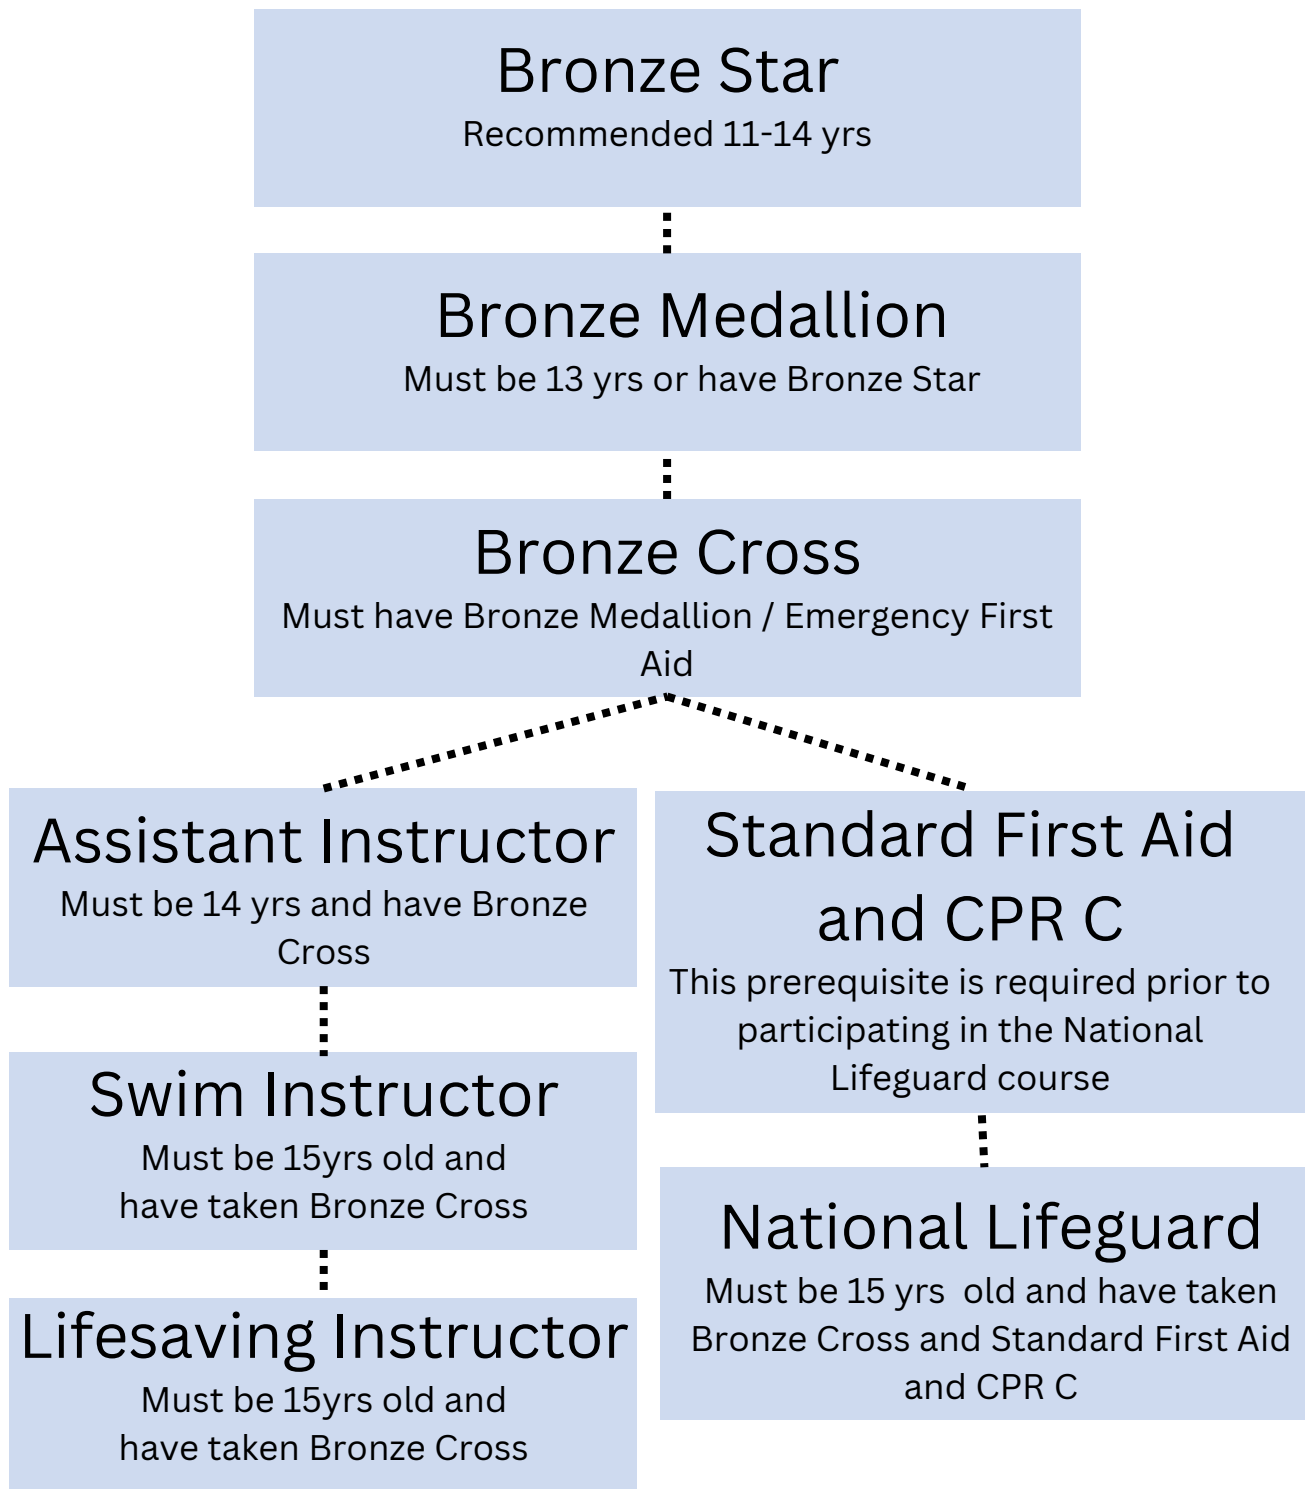 Bronze Star
Recommended 11-14 yrs
Bronze Medallion
Must be 13 yrs or have Bronze Star
Bronze Cross
Must have Bronze Medallion / Emergency First
Aid
Assistant Instructor
Must be 14 yrs and have Bronze
Cross
Standard First Aid
and CPR C
This prerequisite is required prior to
participating in the National
Lifeguard course
Swim Instructor
Must be 15yrs old and
have taken Bronze Cross
National Lifeguard
Must be 15 yrs  old and have taken
Bronze Cross and Standard First Aid
and CPR C
Lifesaving Instructor
Must be 15yrs old and
have taken Bronze Cross